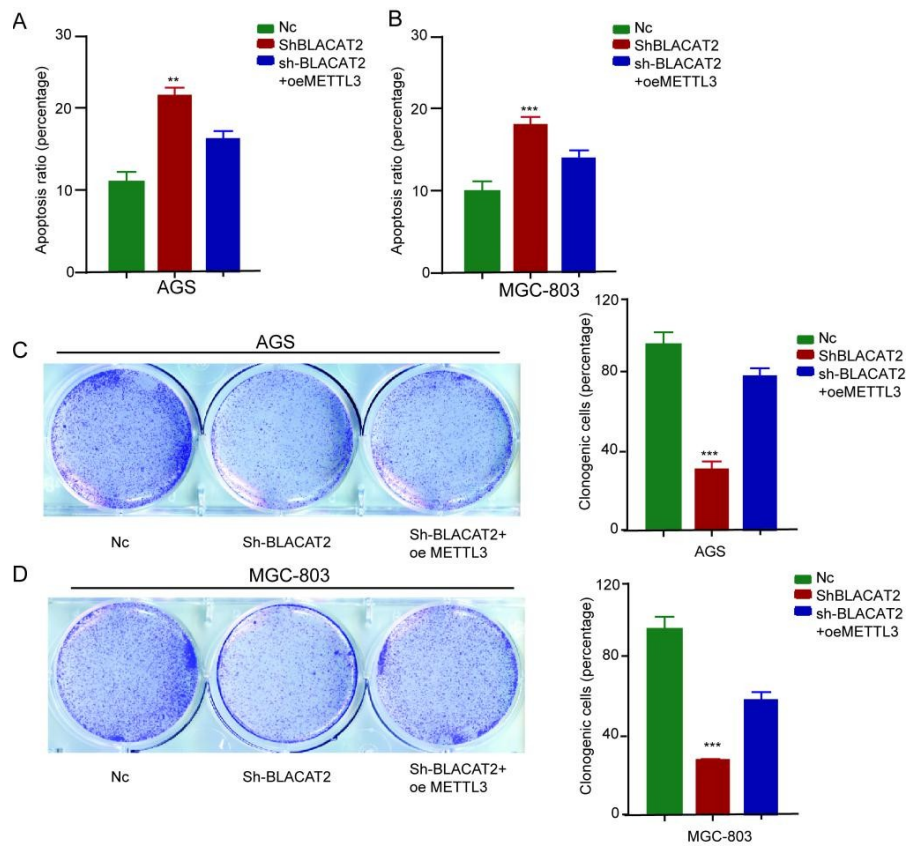 A
Apoptosis ratio (percentage)
30
20
10
0
**
AGS
Nc
ShBLACAT2
sh-BLACAT2
+oeMETTL3
B
Apoptosis ratio (percentage)
30
20
10
0
***
MGC-803
Nc
ShBLACAT2
sh-BLACAT2
+oeMETTL3
C
AGS
Nc
Sh-BLACAT2
Sh-BLACAT2+
oe METTL3
Clonogenic cells (percentage)
120
80
40
0
***
AGS
Nc
ShBLACAT2
sh-BLACAT2
+oeMETTL3
D
MGC-803
Nc
Sh-BLACAT2
Sh-BLACAT2+
oe METTL3
Clonogenic cells (percentage)
120
80
40
0
***
MGC-803
Nc
ShBLACAT2
sh-BLACAT2
+oeMETTL3